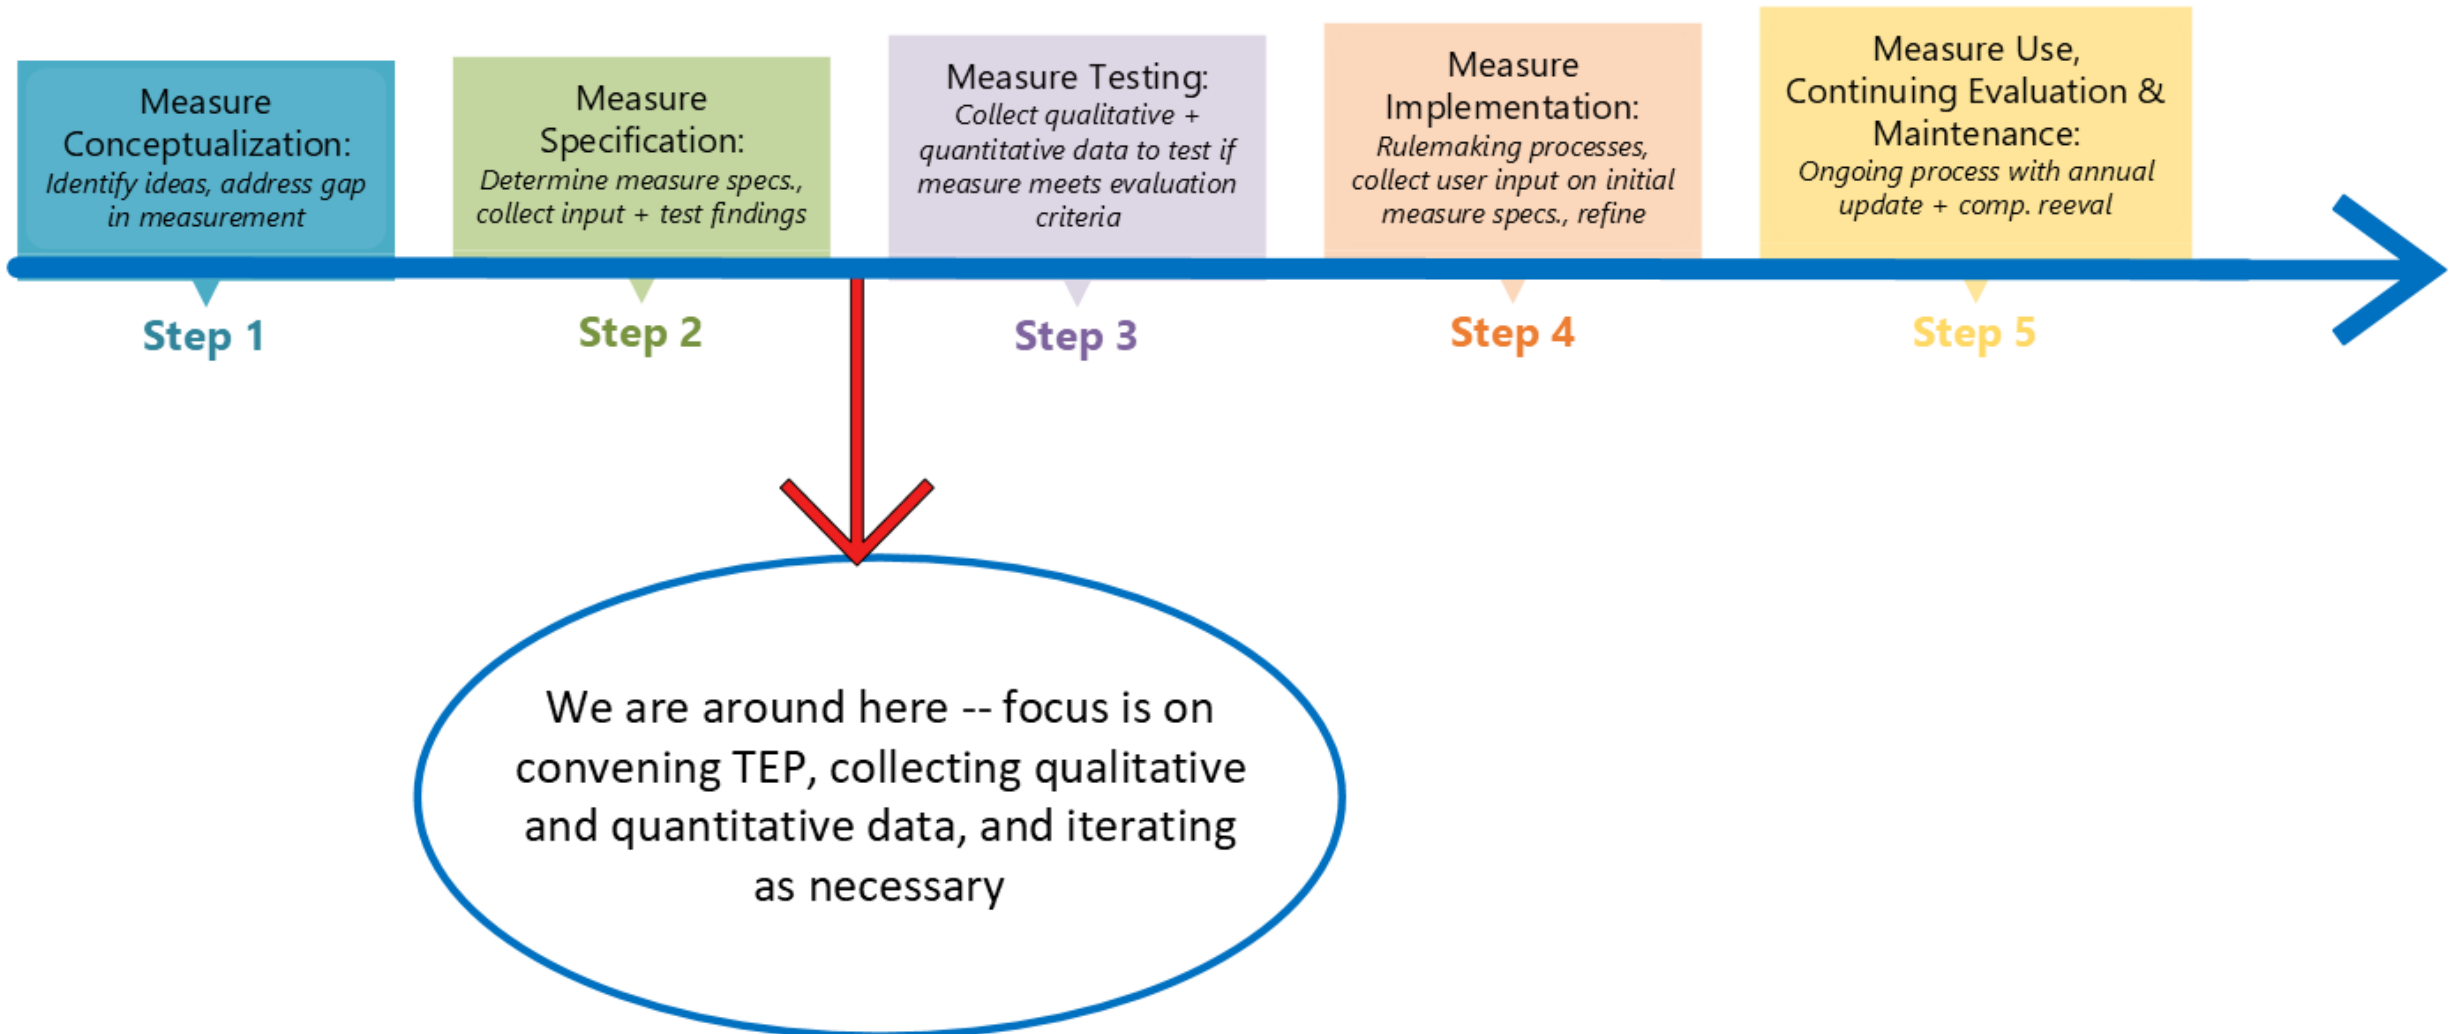 Measure
Conceptualization:
Identify ideas, address gap
in measurement
Step 1
Measure
Specification:
Determine measure specs.,
collect input + test findings
Step 2
Measure Testing:
Collect qualitative +
quantitative data to test if
measure meets evaluation
criteria
Step 3
Measure
Implementation:
Rulemaking processes,
collect user input on initial
measure specs., refine
Step 4
Measure Use,
Continuing Evaluation &
Maintenance:
Ongoing process with annual
update + comp. reeval
Step 5
We are around here -- focus is on
convening TEP, collecting qualitative
and quantitative data, and iterating
as necessary